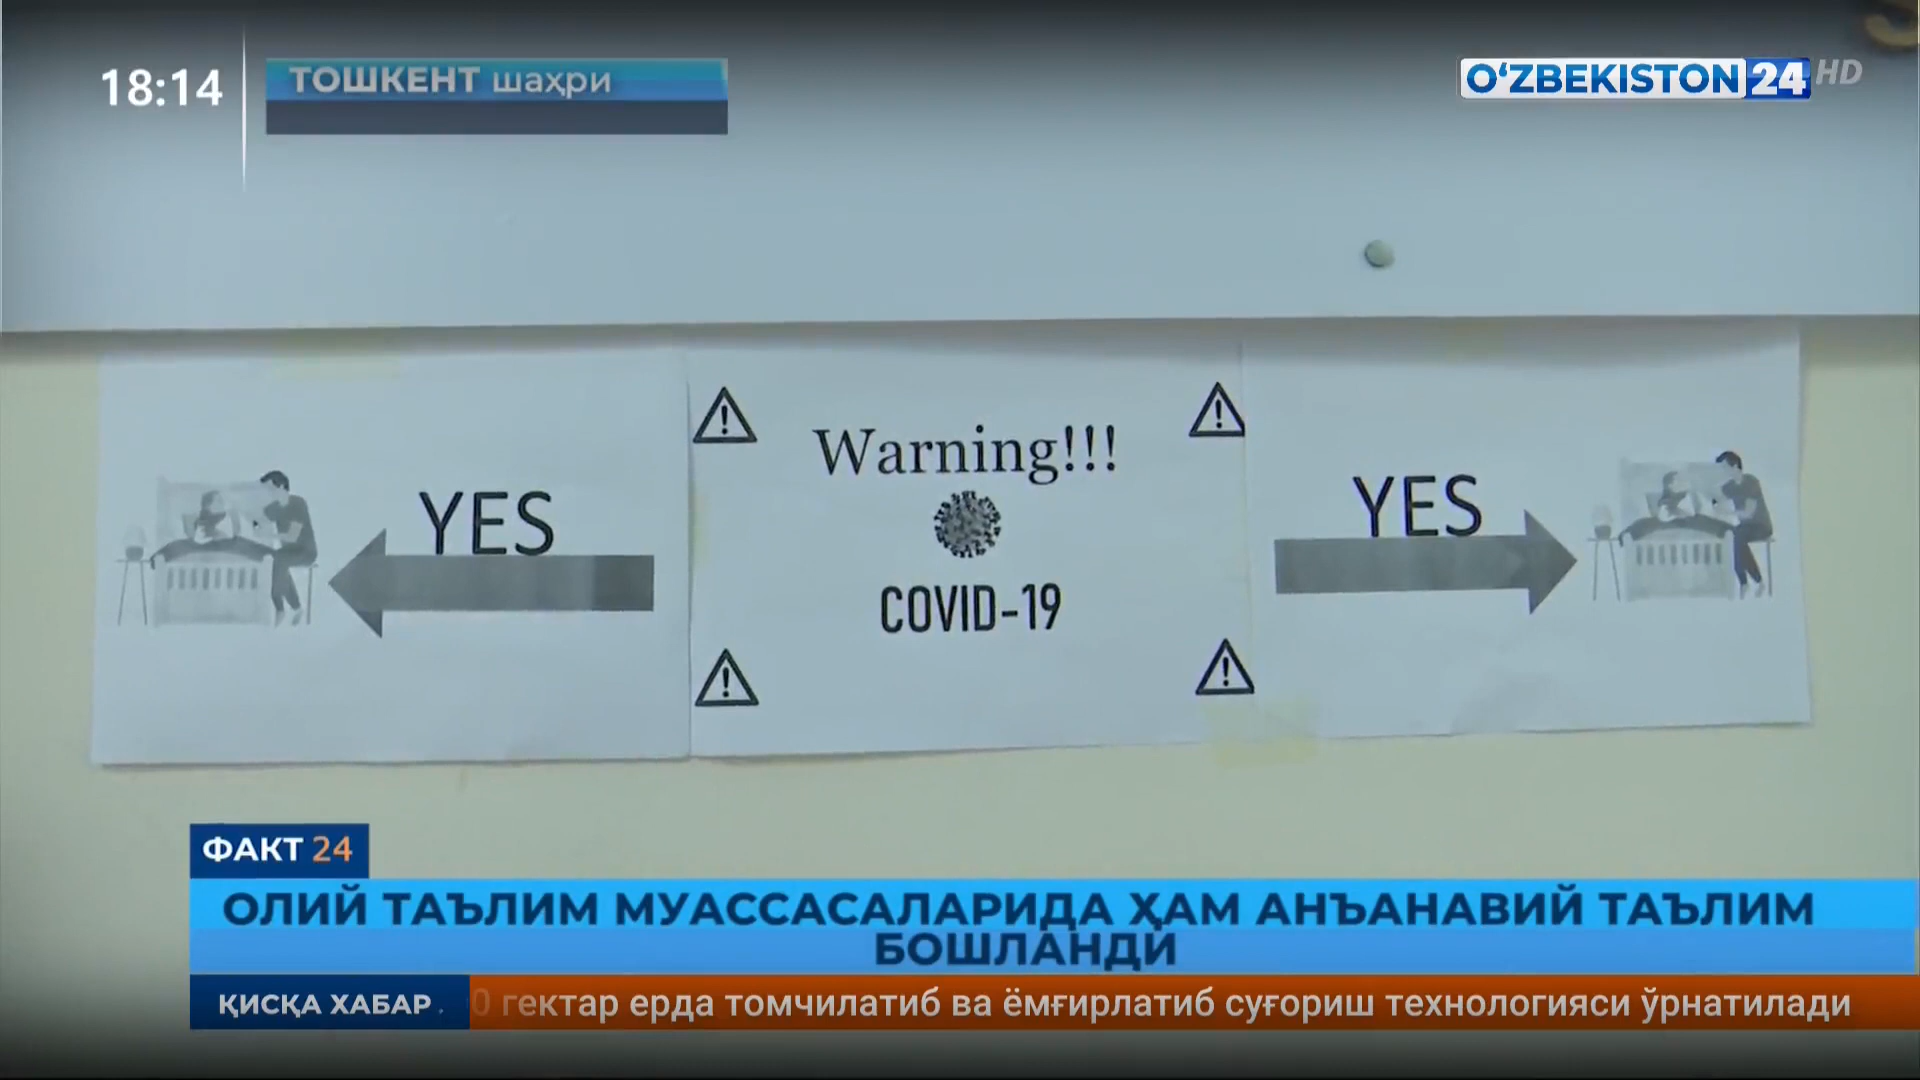 18:14
ТОШКЕНТ шаҳри
O‘ZBEKISTON 24 HD
YES
Warning!!!
COVID-19
YES
ФАКТ 24
ОЛИЙ ТАЪЛИМ МУАССАСАЛАРИДА ҲАМ АНЪАНАВИЙ ТАЪЛИМ
БОШЛАНДИ
ҚИСҚА ХАБАР
гектар ерда томчилатиб ва ёмғирлатиб суғориш технологияси ўрнатилади